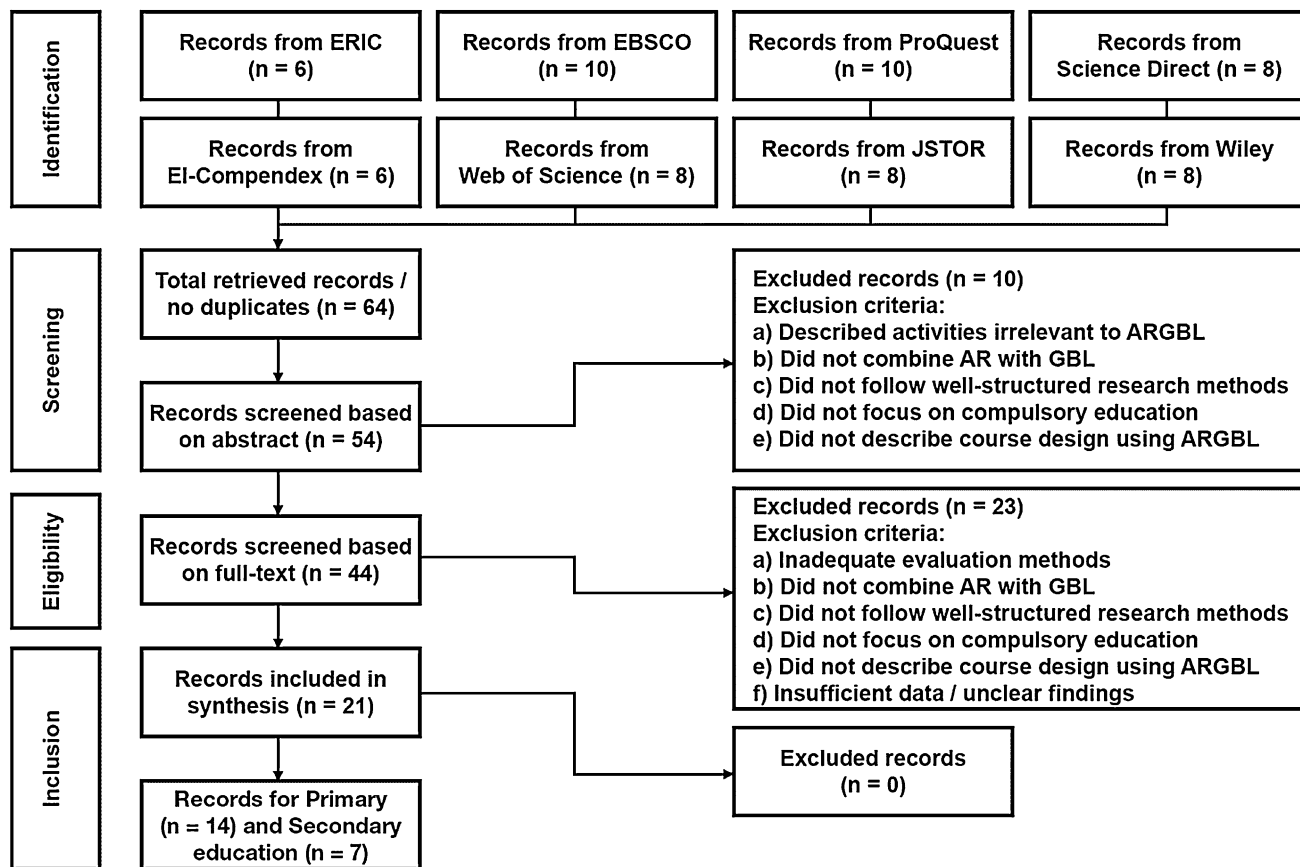 Identification
Records from ERIC
(n = 6)
Records from EBSCO
(n = 10)
Records from ProQuest
(n = 10)
Records from
Science Direct (n = 8)
Records from
EI-Compendex (n = 6)
Records from
Web of Science (n = 8)
Records from JSTOR
(n = 8)
Records from Wiley
(n = 8)
Screening
Total retrieved records /
no duplicates (n = 64)
Excluded records (n = 10)
Exclusion criteria:
a) Described activities irrelevant to ARGBL
b) Did not combine AR with GBL
c) Did not follow well-structured research methods
d) Did not focus on compulsory education
e) Did not describe course design using ARGBL
Records screened based
on abstract (n = 54)
Eligibility
Records screened based
on full-text (n = 44)
Excluded records (n = 23)
Exclusion criteria:
a) Inadequate evaluation methods
b) Did not combine AR with GBL
c) Did not follow well-structured research methods
d) Did not focus on compulsory education
e) Did not describe course design using ARGBL
f) Insufficient data / unclear findings
Inclusion
Records included in
synthesis (n = 21)
Excluded records
(n = 0)
Records for Primary
(n = 14) and Secondary
education (n = 7)